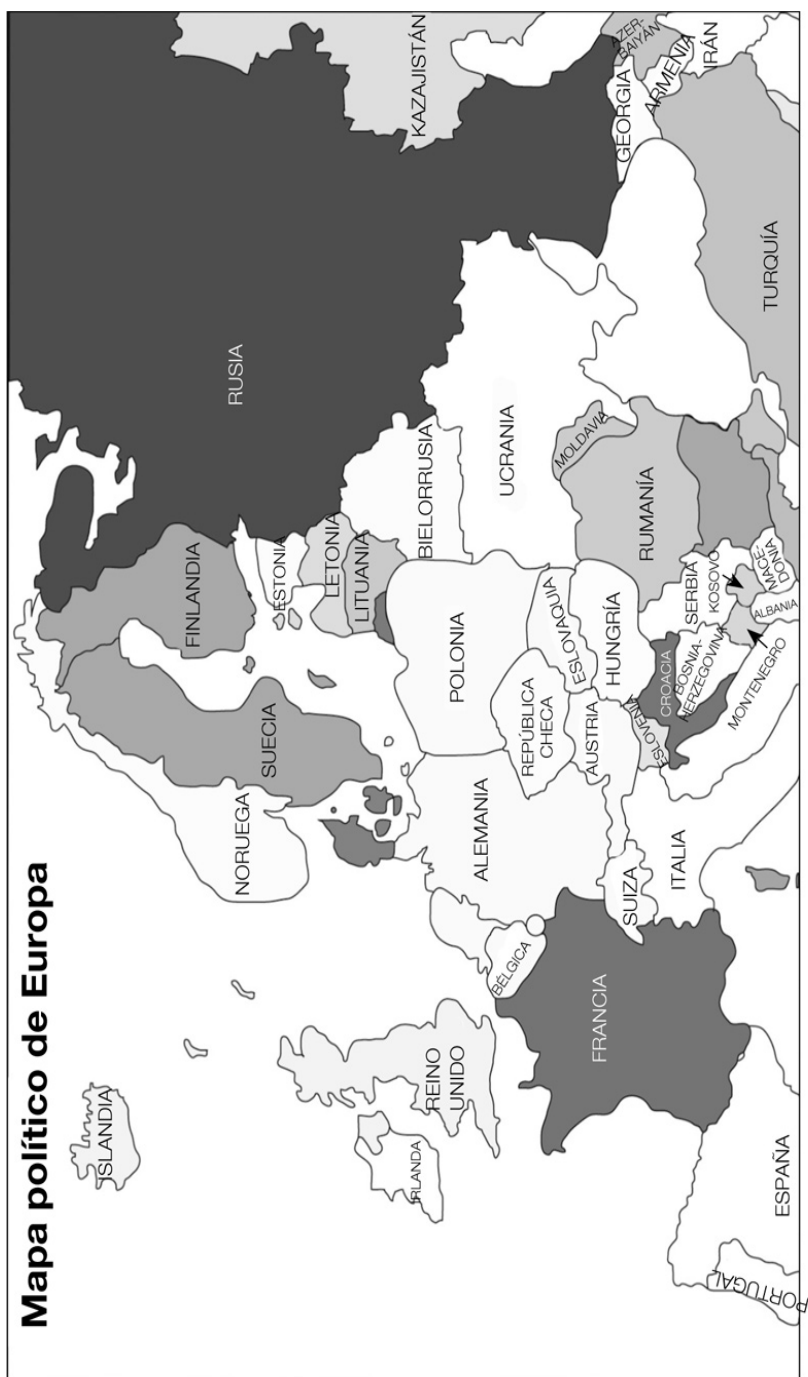 Mapa político de Europa
ISLANDIA
NORUEGA
SUECIA
FINLANDIA
RUSIA
ESTONIA
LETONIA
LITUANIA
BIELORRUSIA
KAZAJISTÁN
IRLANDA
REINO
UNIDO
BÉLGICA
ALEMANIA
POLONIA
REPÚBLICA
CHECA
ESLOVAQUIA
UCRANIA
MOLDAVIA
FRANCIA
SUIZA
AUSTRIA
HUNGRÍA
RUMANÍA
ESLOVENIA
CROACIA
BOSNIA-
HERZEGOVINA
SERBIA
KOSOVO
MONTENEGRO
ALBANIA
MACE-
DONIA
ITALIA
PORTUGAL
ESPAÑA
TURQUÍA
GEORGIA
ARMENIA
AZER-
BAIYÁN
IRÁN